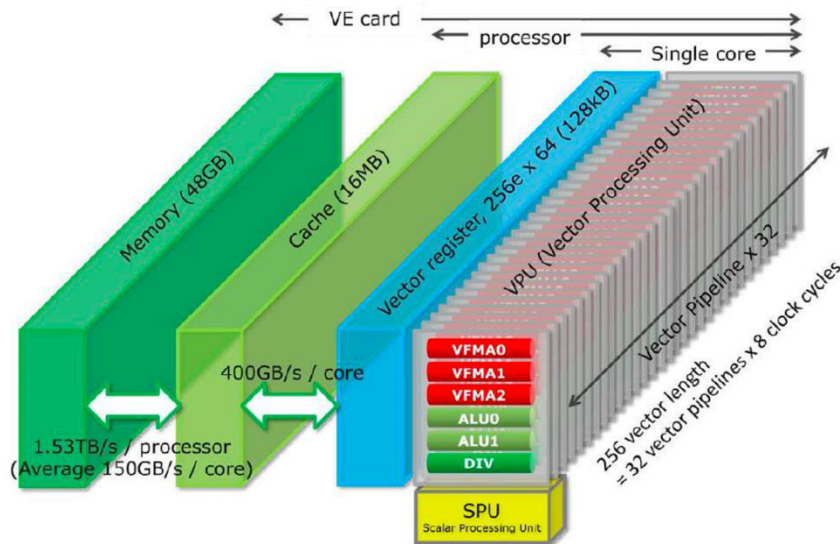 VE card
processor
Single core
Memory (48GB)
Cache (16MB)
Vector register, 256e x 64 (128kB)
VPU (Vector Processing Unit)
Vector Pipeline x 32
256 vector length
= 32 vector pipelines x 8 clock cycles
400GB/s / core
1.53TB/s / processor
(Average 150GB/s / core)
VFMA0
VFMA1
VFMA2
ALU0
ALU1
DIV
SPU
Scalar Processing Unit